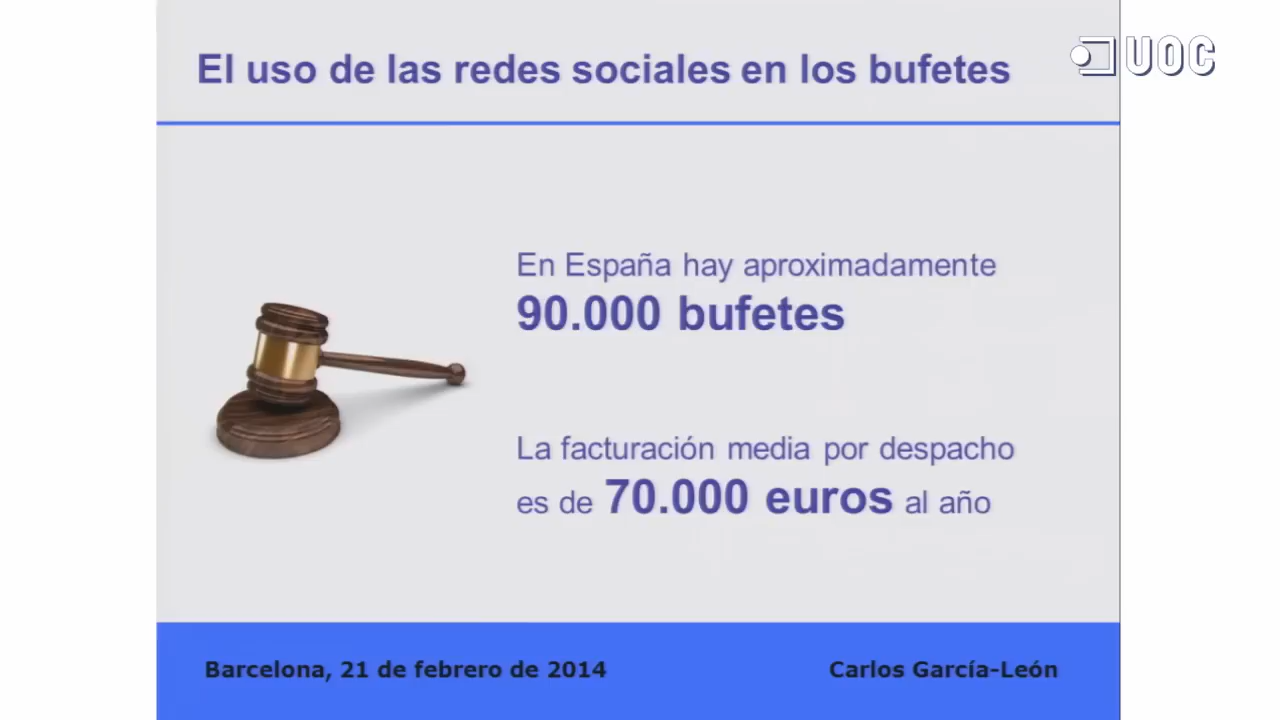 El uso de las redes sociales en los bufetes
UOC
En España hay aproximadamente
90.000 bufetes
La facturación media por despacho
es de 70.000 euros al año
Barcelona, 21 de febrero de 2014
Carlos García-León